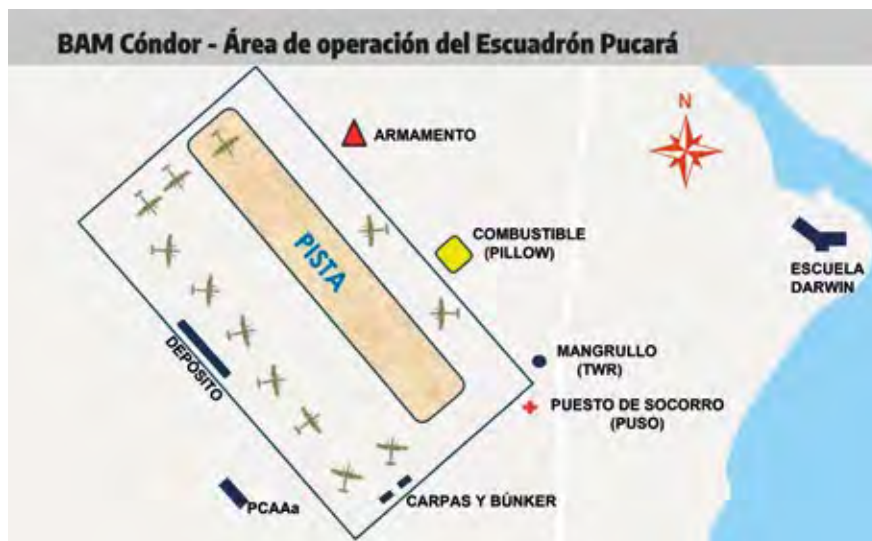 BAM Cóndor - Área de operación del Escuadrón Pucará
N
ARMAMENTO
COMBUSTIBLE
(PILLOW)
ESCUELA
DARWIN
PISTA
MANGRULLO
(TWR)
DEPÓSITO
PUESTO DE SOCORRO
(PUSO)
PCAAa
CARPAS Y BÚNKER